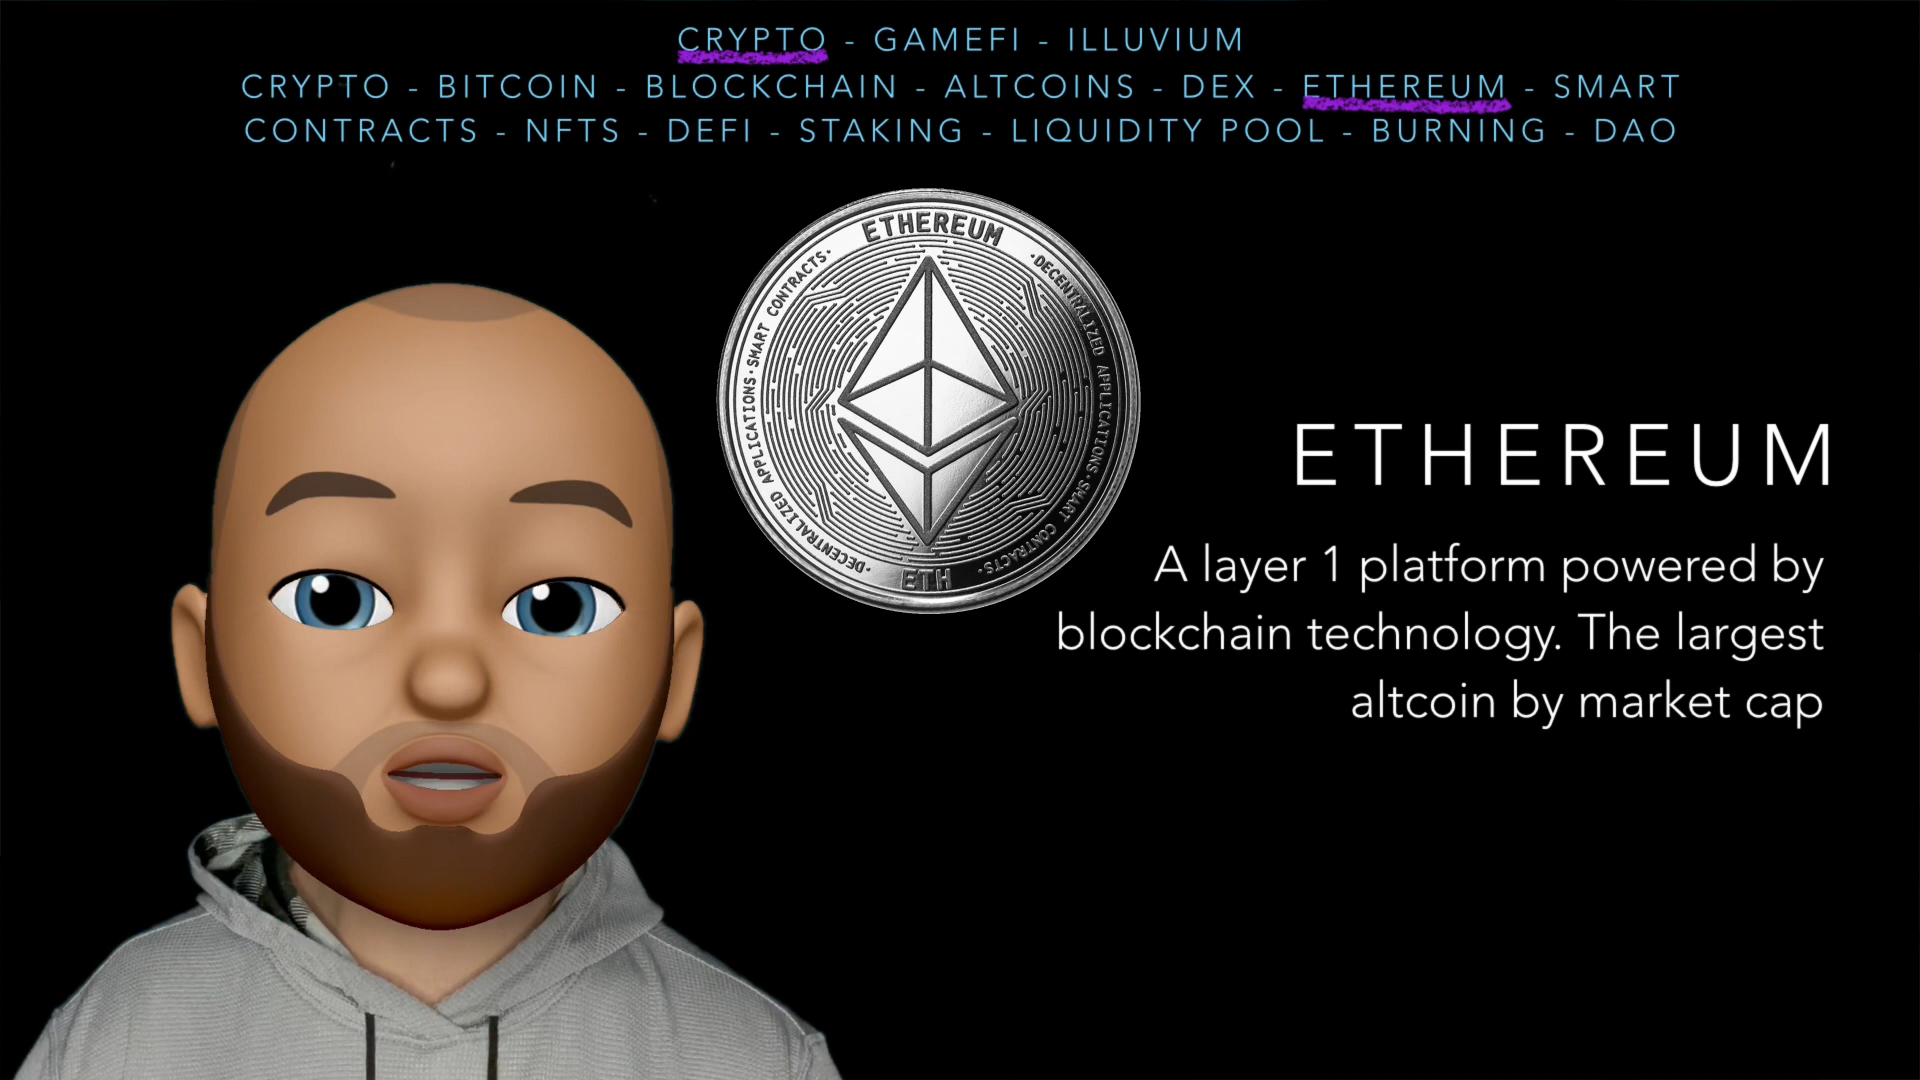 CRYPTO - GAMEFI - ILLUVIUM
CRYPTO - BITCOIN - BLOCKCHAIN - ALTCOINS - DEX - ETHEREUM - SMART
CONTRACTS - NFTS - DEFI - STAKING - LIQUIDITY POOL - BURNING - DAO
ETHEREUM
·DECENTRALIZED APPLICATIONS·SMART CONTRACTS·
·DECENTRALIZED APPLICATIONS·SMART CONTRACTS·
ETH
ETHEREUM
A layer 1 platform powered by
blockchain technology. The largest
altcoin by market cap